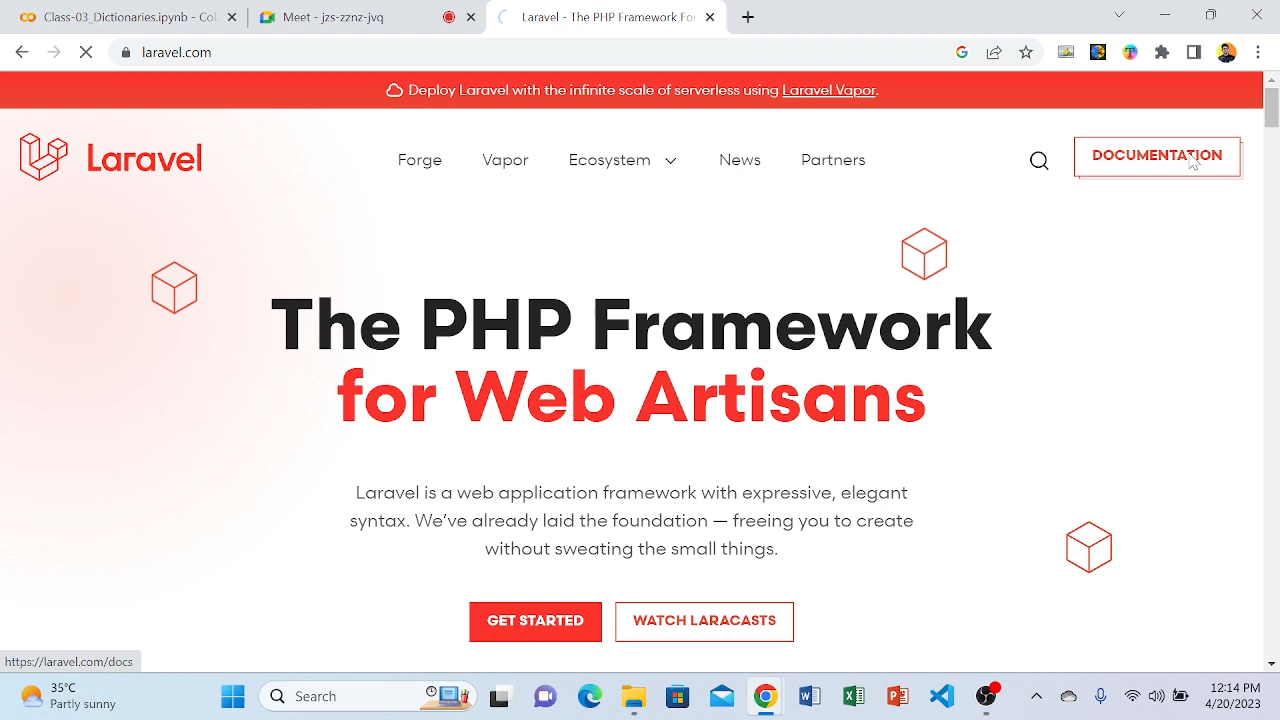 Class-03_Dictionaries.ipynb - Col
Meet - jzs-zznz-jvq
Laravel - The PHP Framework For
laravel.com
Deploy Laravel with the infinite scale of serverless using Laravel Vapor.
Laravel
Forge
Vapor
Ecosystem
News
Partners
DOCUMENTATION
The PHP Framework
for Web Artisans
Laravel is a web application framework with expressive, elegant
syntax. We've already laid the foundation — freeing you to create
without sweating the small things.
GET STARTED
WATCH LARACASTS
https://laravel.com/docs
35°C
Partly sunny
Search
12:14 PM
4/20/2023